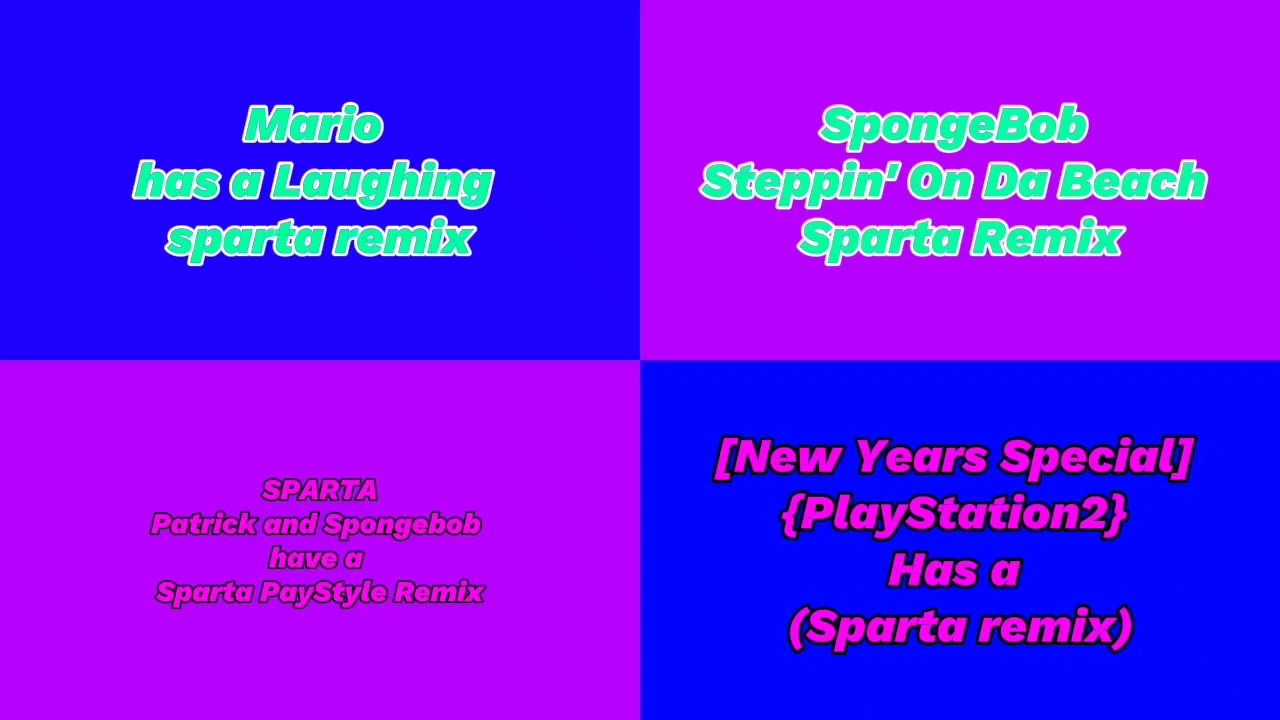 Mario
has a Laughing
sparta remix
SpongeBob
Steppin' On Da Beach
Sparta Remix
SPARTA
Patrick and Spongebob
have a
Sparta PayStyle Remix
[New Years Special]
{PlayStation2}
Has a
(Sparta remix)